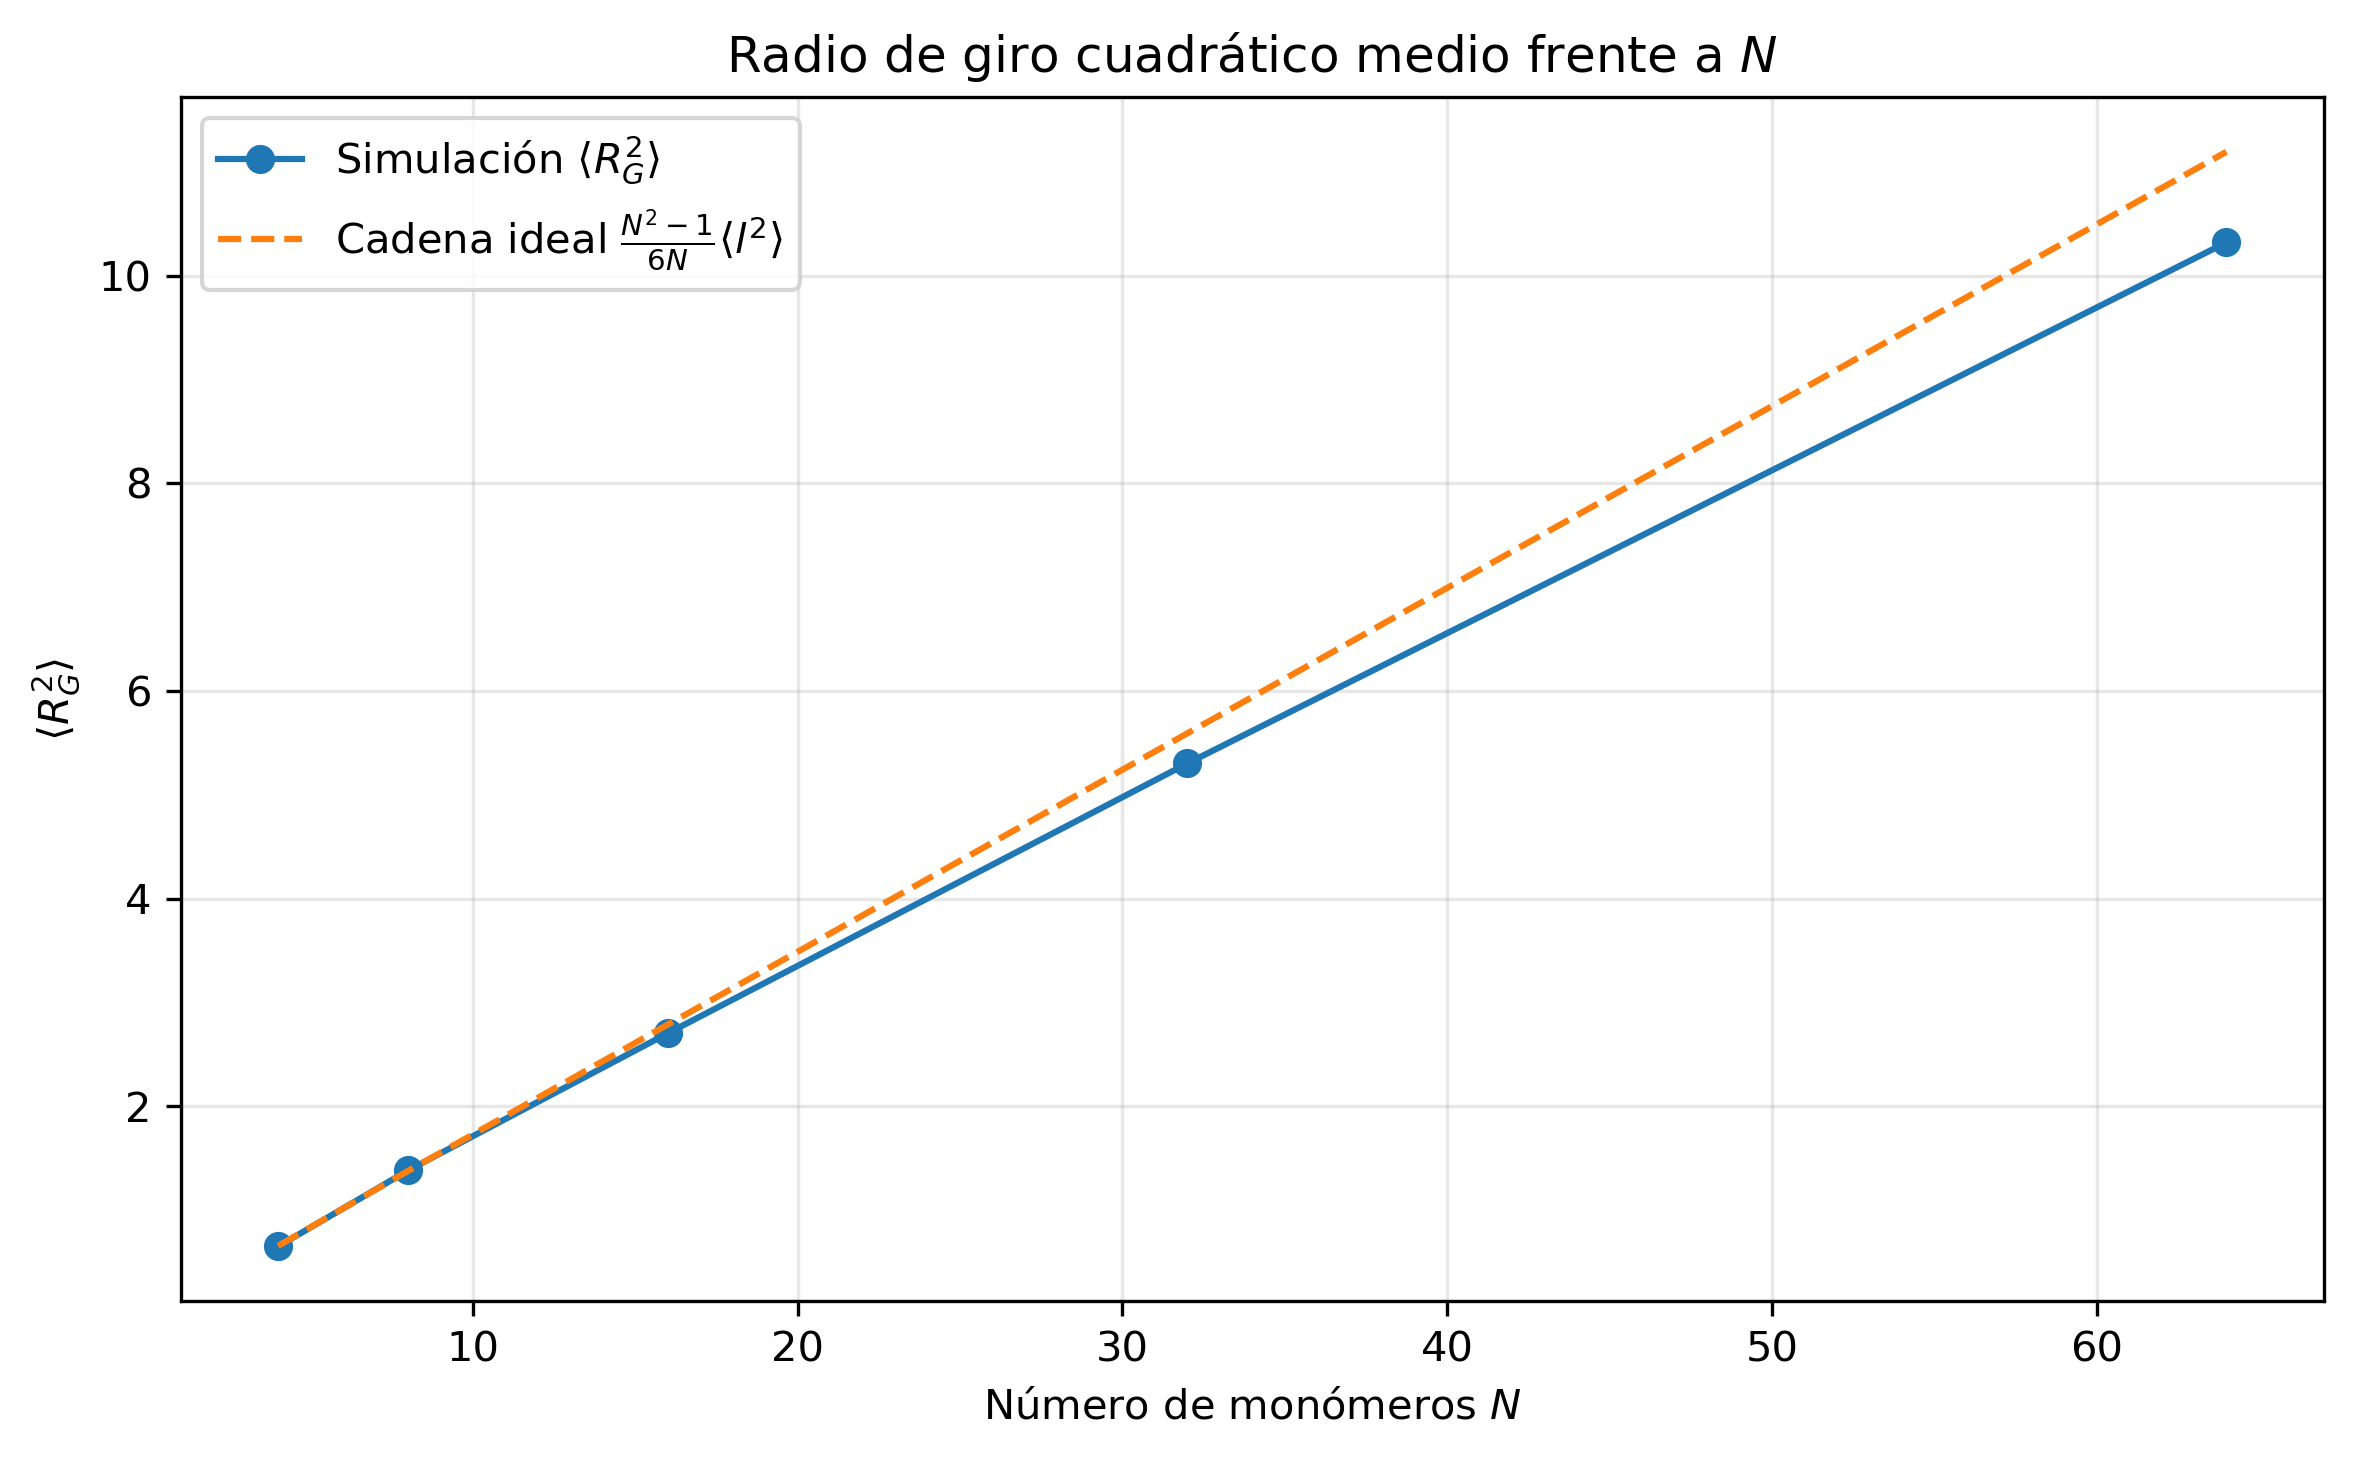 Radio de giro cuadrático medio frente a N
Simulación ⟨R_G^2⟩
Cadena ideal \frac{N^2 − 1}{6N}⟨l^2⟩
10
8
6
4
2
⟨R_G^2⟩
10 20 30 40 50 60
Número de monómeros N